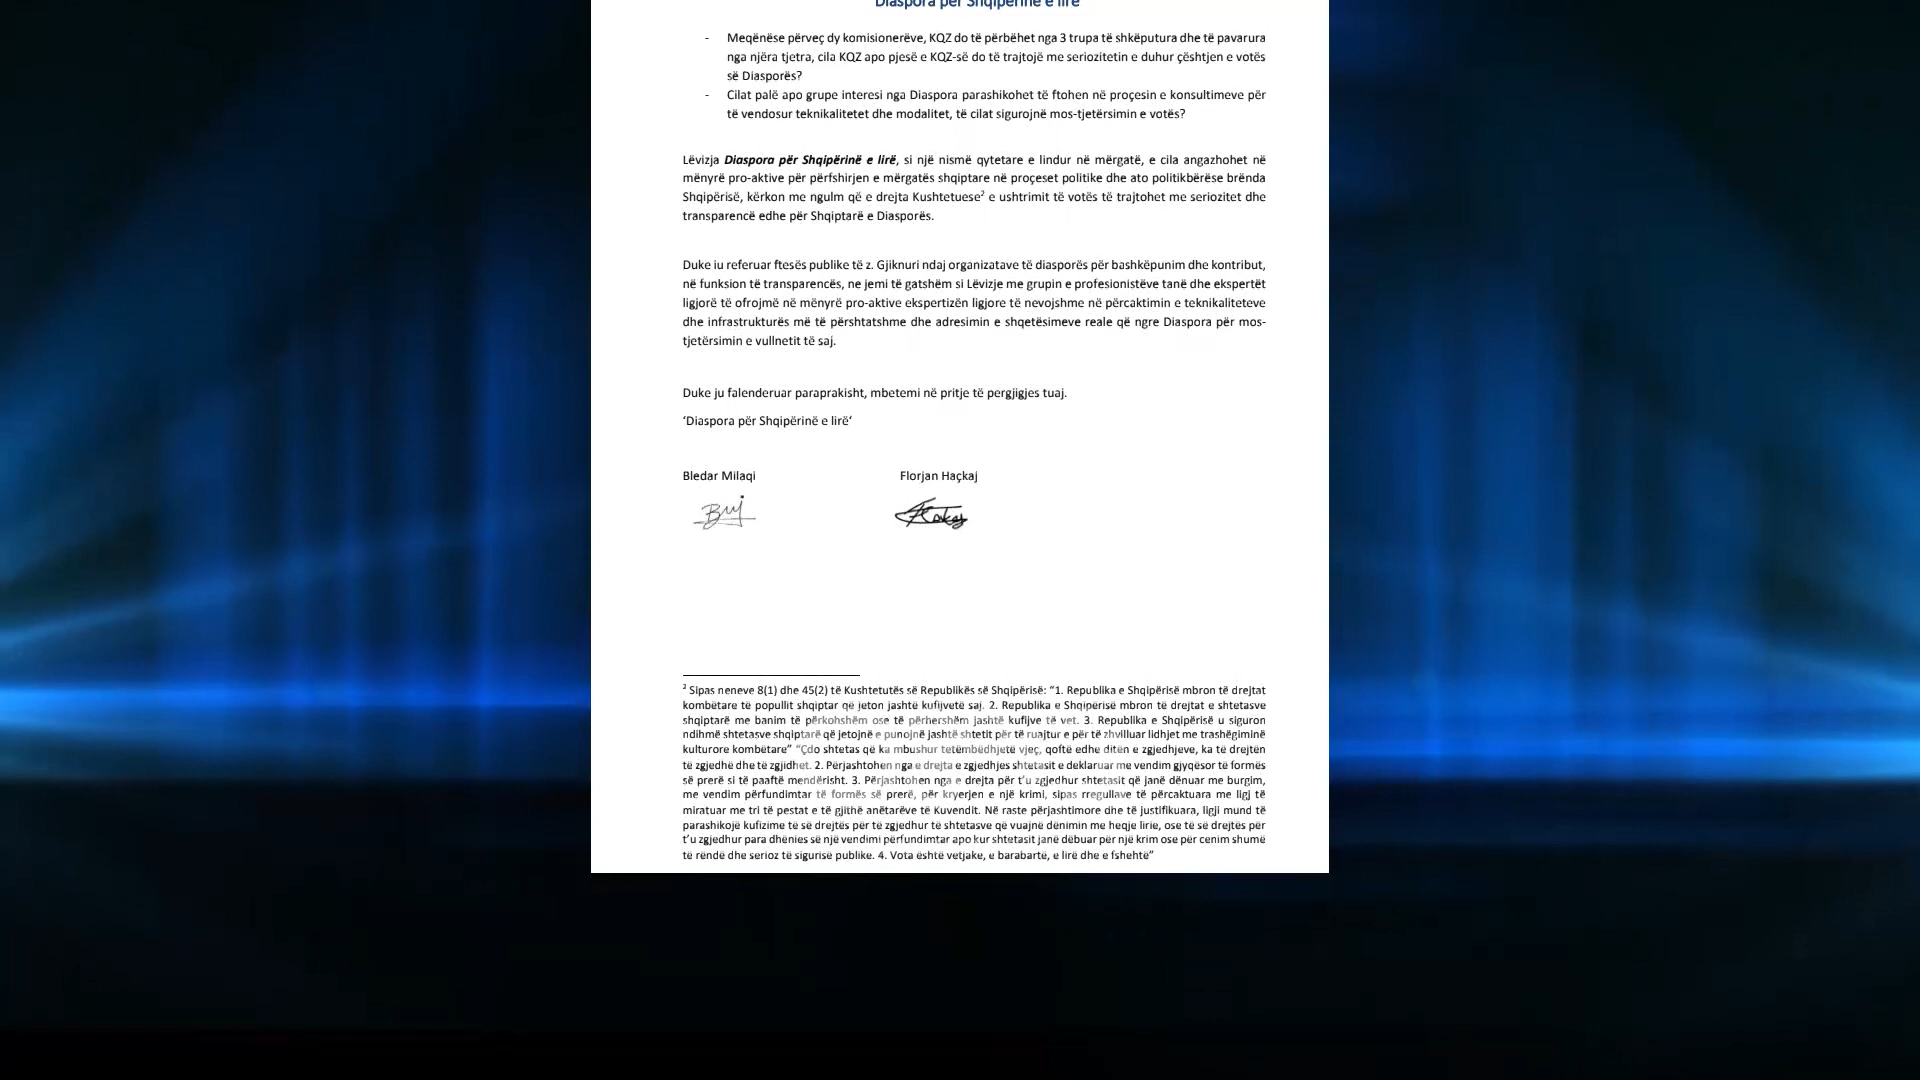 Diaspora për Shqipërinë e lirë
- Meqënëse përveç dy komisionerëve, KQZ do të përbëhet nga 3 trupa të shkëputura dhe të pavarura
nga njëra tjetra, cila KQZ apo pjesë e KQZ-së do të trajtojë me seriozitetin e duhur çështjen e votës
së Diasporës?
- Cilat palë apo grupe interesi nga Diaspora parashikohet të ftohen në proçesin e konsultimeve për
të vendosur teknikalitetet dhe modalitet, të cilat sigurojnë mos-tjetërsimin e votës?
Lëvizja Diaspora për Shqipërinë e lirë, si një nismë qytetare e lindur në mërgatë, e cila angazhohet në
mënyrë pro-aktive për përfshirjen e mërgatës shqiptare në proçeset politike dhe ato politikbërëse brënda
Shqipërisë, kërkon me ngulm që e drejta Kushtetuese² e ushtrimit të votës të trajtohet me seriozitet dhe
transparencë edhe për Shqiptarë e Diasporës.
Duke iu referuar ftesës publike të z. Gjiknuri ndaj organizatave të diasporës për bashkëpunim dhe kontribut,
në funksion të transparencës, ne jemi të gatshëm si Lëvizje me grupin e profesionistëve tanë dhe ekspertët
ligjorë të ofrojmë në mënyrë pro-aktive ekspertizën ligjore të nevojshme në përcaktimin e teknikaliteteve
dhe infrastrukturës më të përshtatshme dhe adresimin e shqetësimeve reale që ngre Diaspora për mos-
tjetërsimin e vullnetit të saj.
Duke ju falenderuar paraprakisht, mbetemi në pritje të pergjigjes tuaj.
‘Diaspora për Shqipërinë e lirë‘
Bledar Milaqi Florjan Haçkaj
² Sipas neneve 8(1) dhe 45(2) të Kushtetutës së Republikës së Shqipërisë: “1. Republika e Shqipërisë mbron të drejtat
kombëtare të popullit shqiptar që jeton jashtë kufijvetë saj. 2. Republika e Shqipërisë mbron të drejtat e shtetasve
shqiptarë me banim të përkohshëm ose të përhershëm jashtë kufijve të vet. 3. Republika e Shqipërisë u siguron
ndihmë shtetasve shqiptarë që jetojnë e punojnë jashtë shtetit për të ruajtur e për të zhvilluar lidhjet me trashëgiminë
kulturore kombëtare” “Çdo shtetas që ka mbushur tetëmbëdhjetë vjeç, qoftë edhe ditën e zgjedhjeve, ka të drejtën
të zgjedhë dhe të zgjidhet. 2. Përjashtohen nga e drejta e zgjedhjes shtetasit e deklaruar me vendim gjyqësor të formës
së prerë si të paaftë mendërisht. 3. Përjashtohen nga e drejta për t’u zgjedhur shtetasit që janë dënuar me burgim,
me vendim përfundimtar të formës së prerë, për kryerjen e një krimi, sipas rregullave të përcaktuara me ligj të
miratuar me tri të pestat e të gjithë anëtarëve të Kuvendit. Në raste përjashtimore dhe të justifikuara, ligji mund të
parashikojë kufizime të së drejtës për të zgjedhur të shtetasve që vuajnë dënimin me heqje lirie, ose të së drejtës për
t’u zgjedhur para dhënies së një vendimi përfundimtar apo kur shtetasit janë dëbuar për një krim ose për cenim shumë
të rëndë dhe serioz të sigurisë publike. 4. Vota është vetjake, e barabartë, e lirë dhe e fshehtë”